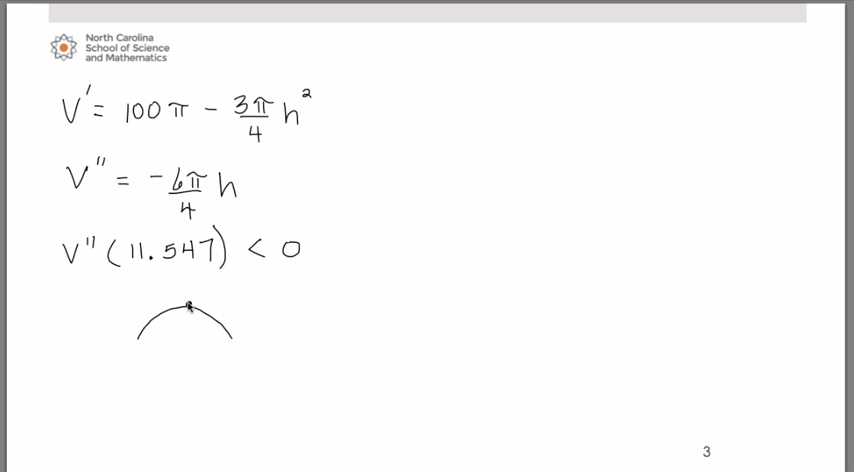 North Carolina
School of Science
and Mathematics
V' = 100π - 3π/4 h²
V'' = -6π/4 h
V'' (11.547) < 0
3